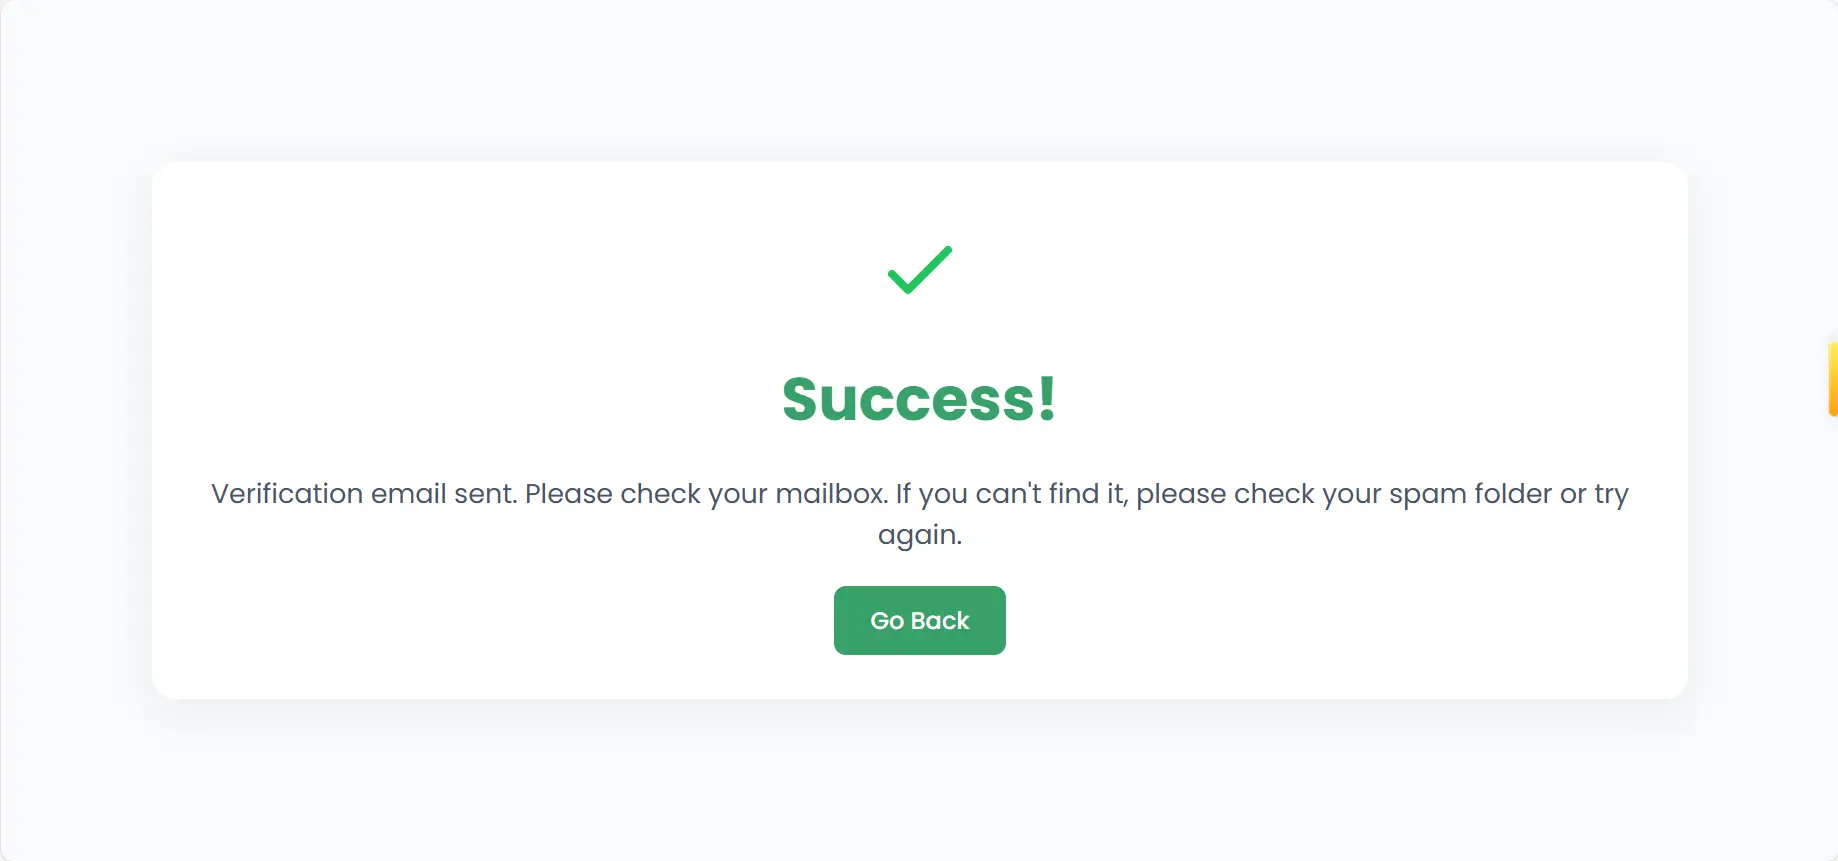 Success!
Verification email sent. Please check your mailbox. If you can't find it, please check your spam folder or try
again.
Go Back